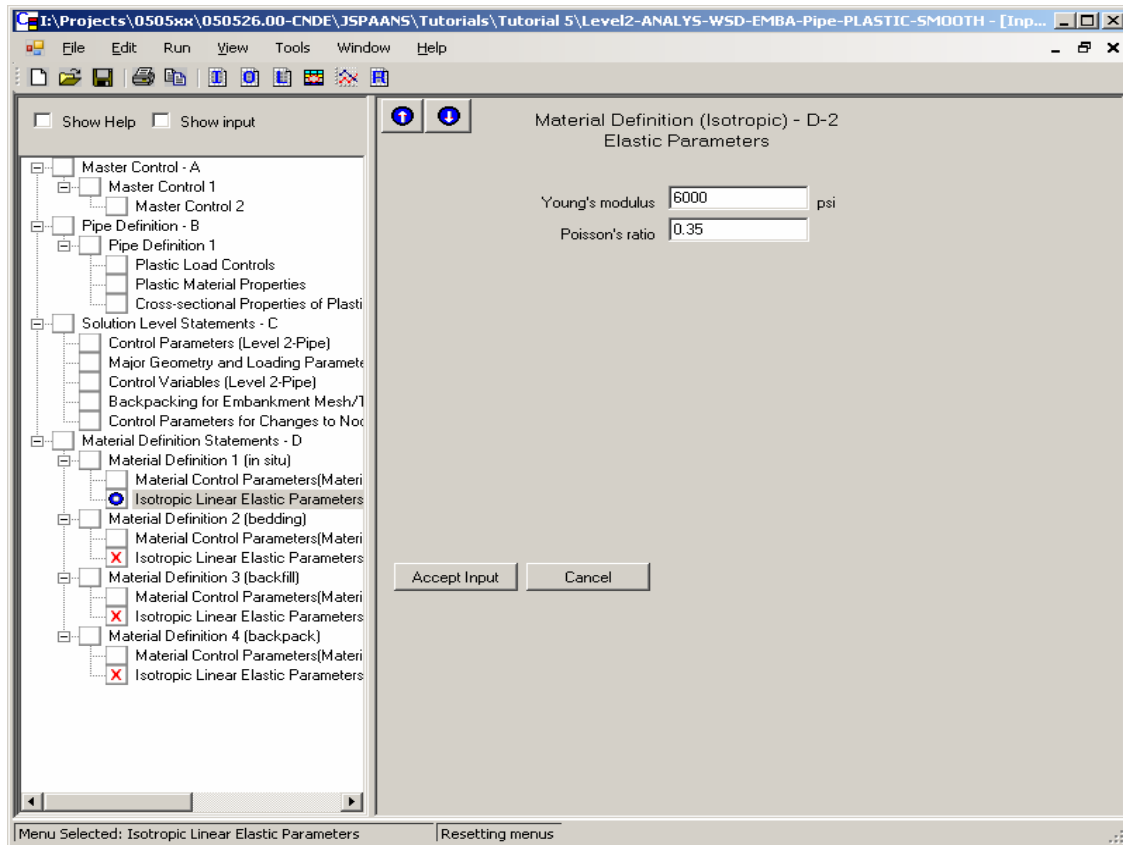 I:\Projects\0505xx\050526.00-CNDE\JSPAANS\Tutorials\Tutorial 5\Level2-ANALYS-WSD-EMBA-Pipe-PLASTIC-SMOOTH - [Inp...
File Edit Run View Tools Window Help
Show Help Show input
Master Control - A
Master Control 1
Master Control 2
Pipe Definition - B
Pipe Definition 1
Plastic Load Controls
Plastic Material Properties
Cross-sectional Properties of Plasti
Solution Level Statements - C
Control Parameters (Level 2-Pipe)
Major Geometry and Loading Paramete
Control Variables (Level 2-Pipe)
Backpacking for Embankment Mesh/T
Control Parameters for Changes to Nod
Material Definition Statements - D
Material Definition 1 (in situ)
Material Control Parameters(Materi
Isotropic Linear Elastic Parameters
Material Definition 2 (bedding)
Material Control Parameters(Materi
Isotropic Linear Elastic Parameters
Material Definition 3 (backfill)
Material Control Parameters(Materi
Isotropic Linear Elastic Parameters
Material Definition 4 (backpack)
Material Control Parameters(Materi
Isotropic Linear Elastic Parameters
Material Definition (Isotropic) - D-2
Elastic Parameters
Young's modulus 6000 psi
Poisson's ratio 0.35
Accept Input Cancel
Menu Selected: Isotropic Linear Elastic Parameters Resetting menus